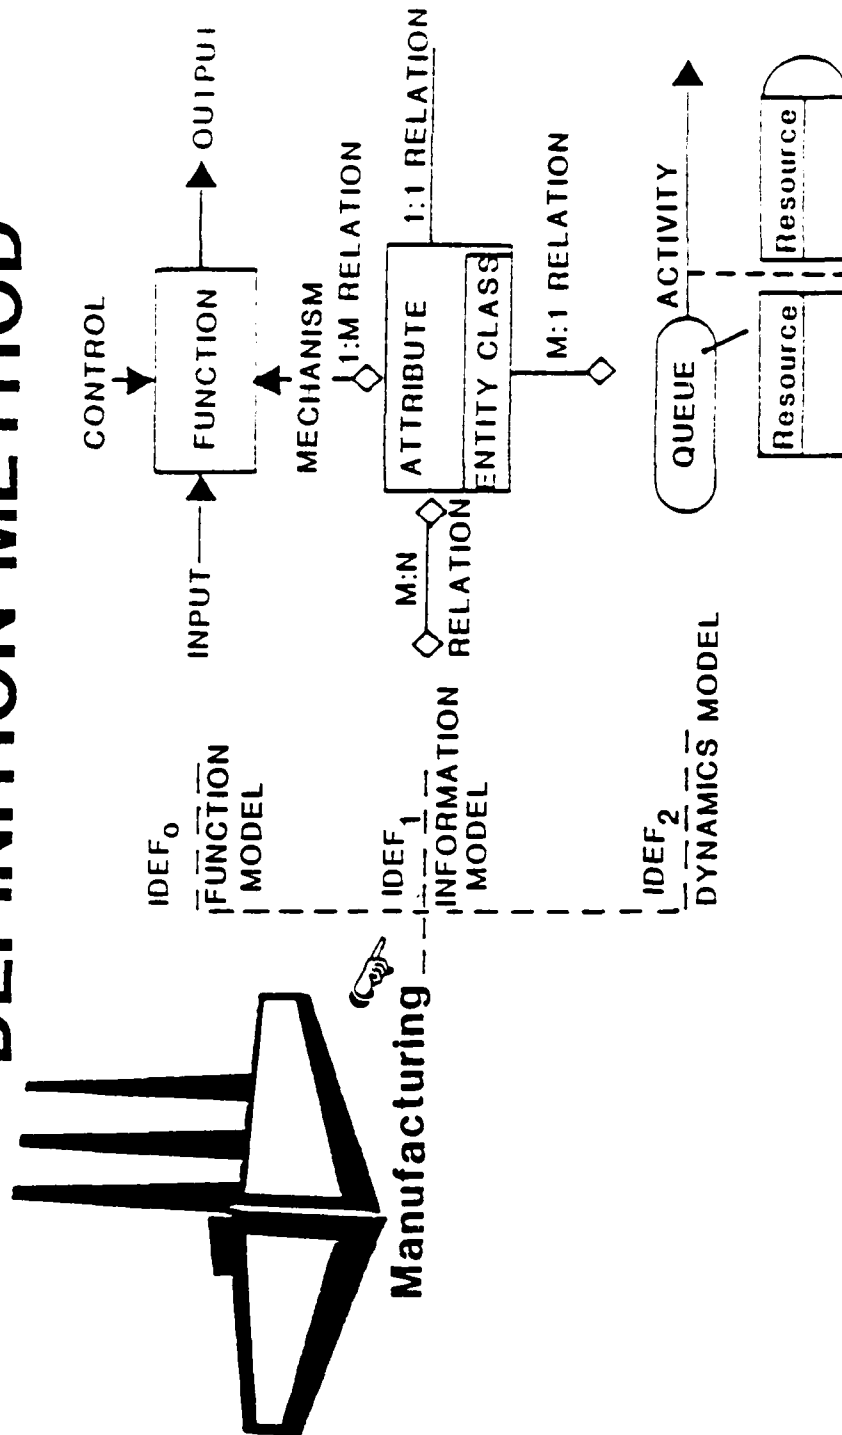 DEFINITION METHOD
CONTROL
INPUT
FUNCTION
OUTPUT
MECHANISM
IDEF0
FUNCTION
MODEL
1:M RELATION
M:N
RELATION
ATTRIBUTE
ENTITY CLASS
1:1 RELATION
M:1 RELATION
Manufacturing
IDEF1
INFORMATION
MODEL
IDEF2
DYNAMICS MODEL
QUEUE
ACTIVITY
Resource
Resource